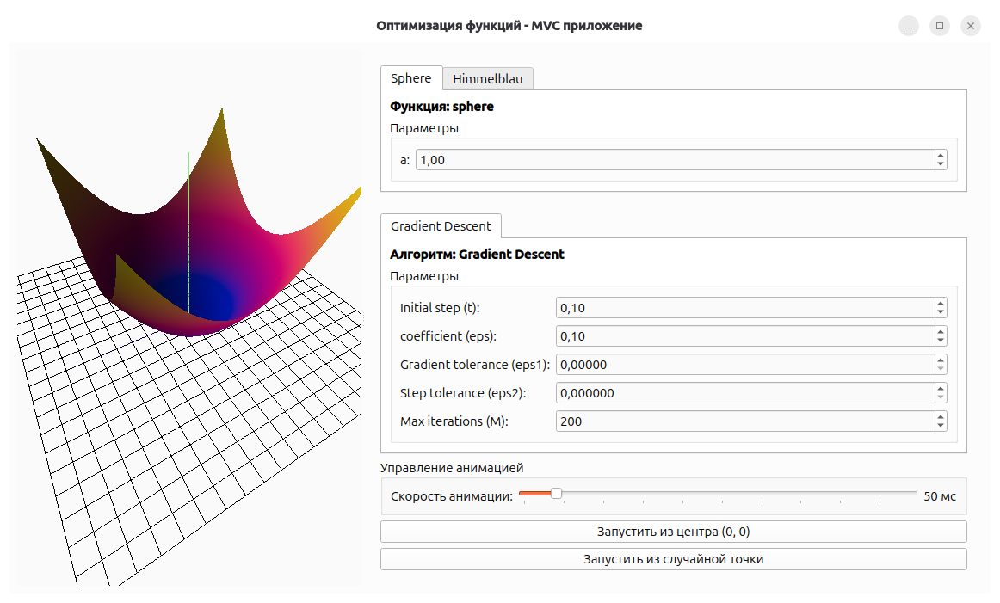 Оптимизация функций - MVC приложение
Sphere Himmelblau
Функция: sphere
Параметры
a: 1,00
Gradient Descent
Алгоритм: Gradient Descent
Параметры
Initial step (t): 0,10
coefficient (eps): 0,10
Gradient tolerance (eps1): 0,00000
Step tolerance (eps2): 0,000000
Max iterations (M): 200
Управление анимацией
Скорость анимации: 50 мс
Запустить из центра (0, 0)
Запустить из случайной точки